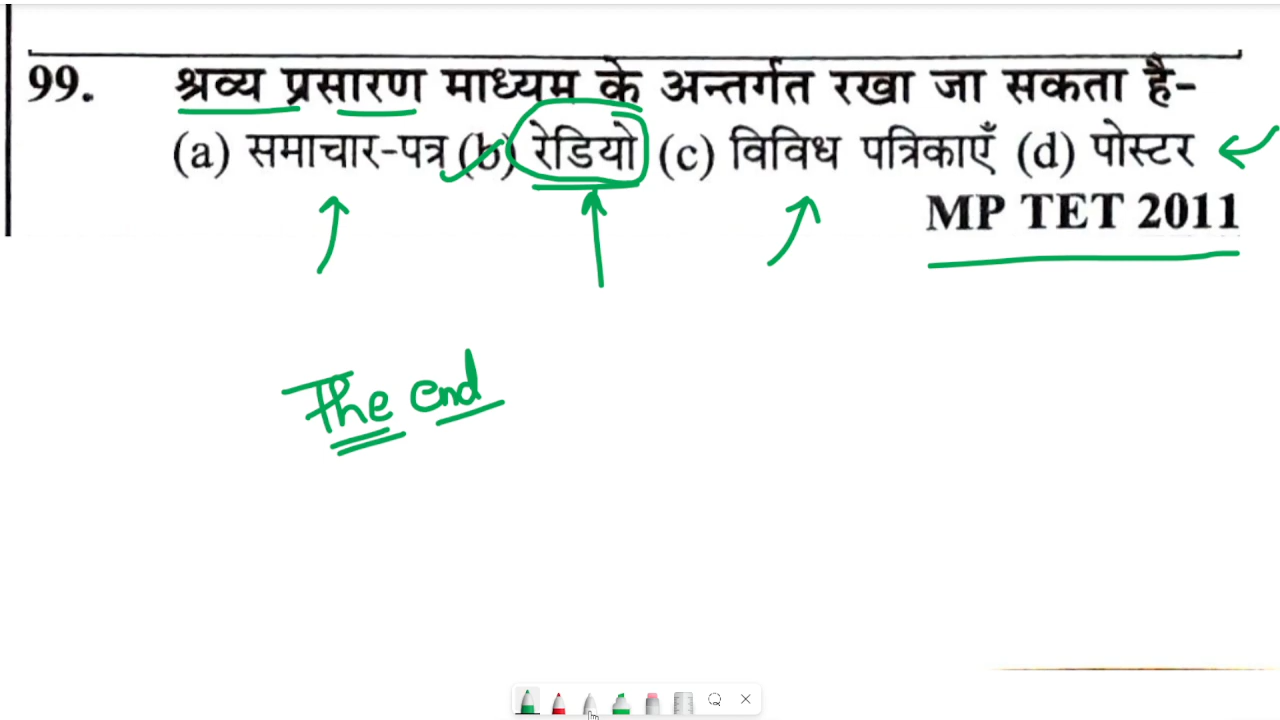 99. श्रव्य प्रसारण माध्यम के अन्तर्गत रखा जा सकता है-
(a) समाचार-पत्र (b) रेडियो (c) विविध पत्रिकाएँ (d) पोस्टर
MP TET 2011
The end